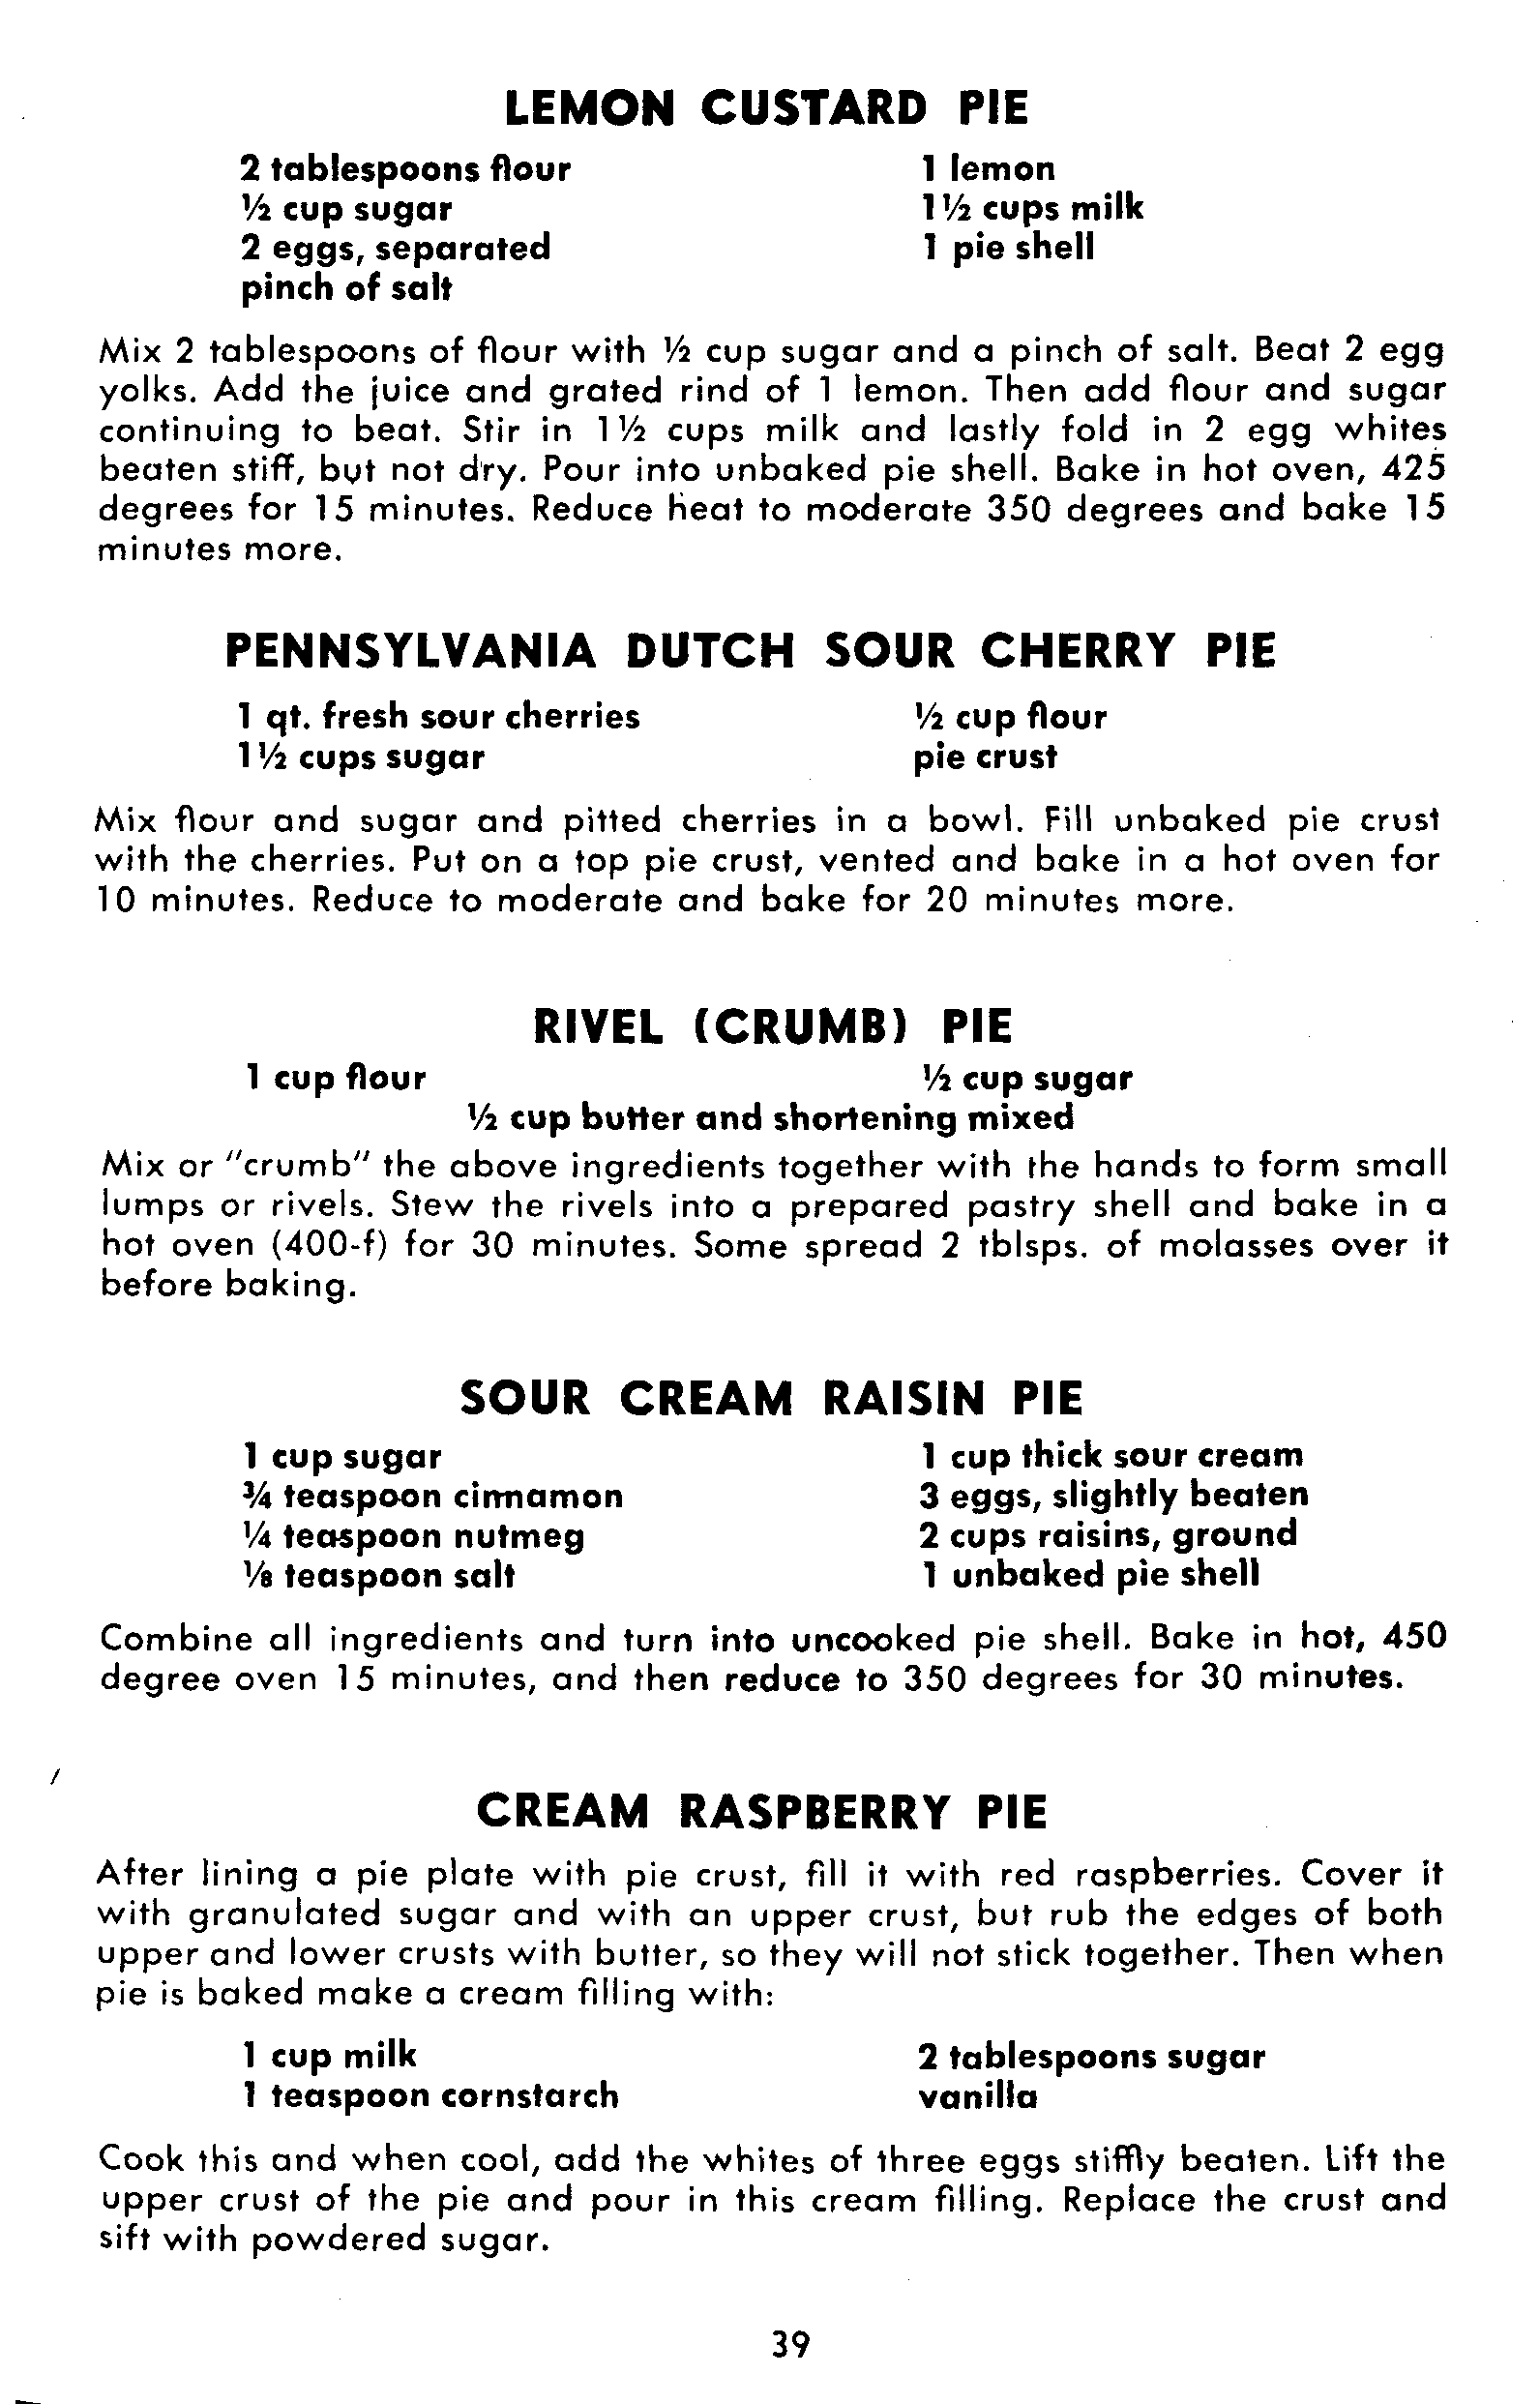 LEMON CUSTARD PIE
2 tablespoons flour 1 lemon
½ cup sugar 1½ cups milk
2 eggs, separated 1 pie shell
pinch of salt
Mix 2 tablespoons of flour with ½ cup sugar and a pinch of salt. Beat 2 egg
yolks. Add the juice and grated rind of 1 lemon. Then add flour and sugar
continuing to beat. Stir in 1½ cups milk and lastly fold in 2 egg whites
beaten stiff, but not dry. Pour into unbaked pie shell. Bake in hot oven, 425
degrees for 15 minutes. Reduce heat to moderate 350 degrees and bake 15
minutes more.
PENNSYLVANIA DUTCH SOUR CHERRY PIE
1 qt. fresh sour cherries ½ cup flour
1½ cups sugar pie crust
Mix flour and sugar and pitted cherries in a bowl. Fill unbaked pie crust
with the cherries. Put on a top pie crust, vented and bake in a hot oven for
10 minutes. Reduce to moderate and bake for 20 minutes more.
RIVEL (CRUMB) PIE
1 cup flour ½ cup sugar
½ cup butter and shortening mixed
Mix or "crumb" the above ingredients together with the hands to form small
lumps or rivels. Stew the rivels into a prepared pastry shell and bake in a
hot oven (400-f) for 30 minutes. Some spread 2 tblsps. of molasses over it
before baking.
SOUR CREAM RAISIN PIE
1 cup sugar 1 cup thick sour cream
¾ teaspoon cinnamon 3 eggs, slightly beaten
¼ teaspoon nutmeg 2 cups raisins, ground
⅛ teaspoon salt 1 unbaked pie shell
Combine all ingredients and turn into uncooked pie shell. Bake in hot, 450
degree oven 15 minutes, and then reduce to 350 degrees for 30 minutes.
CREAM RASPBERRY PIE
After lining a pie plate with pie crust, fill it with red raspberries. Cover it
with granulated sugar and with an upper crust, but rub the edges of both
upper and lower crusts with butter, so they will not stick together. Then when
pie is baked make a cream filling with:
1 cup milk 2 tablespoons sugar
1 teaspoon cornstarch vanilla
Cook this and when cool, add the whites of three eggs stiffly beaten. Lift the
upper crust of the pie and pour in this cream filling. Replace the crust and
sift with powdered sugar.
39